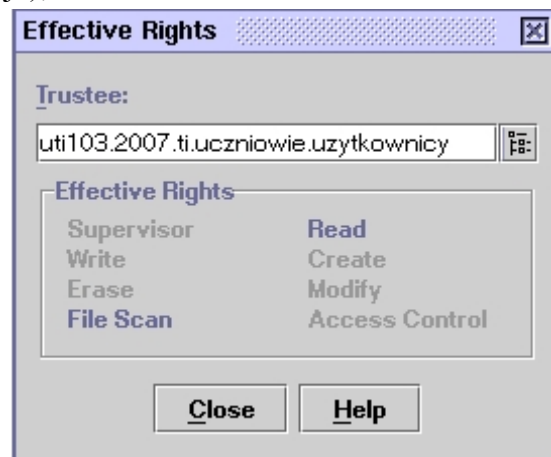 Effective Rights
Trustee:
uti103.2007.ti.uczniowie.uzytkownicy
Effective Rights
Supervisor Read
Write Create
Erase Modify
File Scan Access Control
Close Help